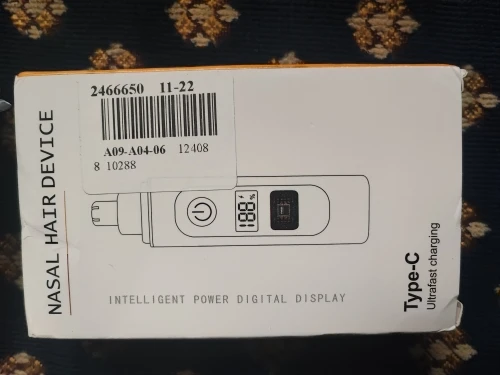 2466650 11-22
A09-A04-06 12408
8 10288
NASAL HAIR DEVICE
188%
INTELLIGENT POWER DIGITAL DISPLAY
Type-C
Ultrafast charging